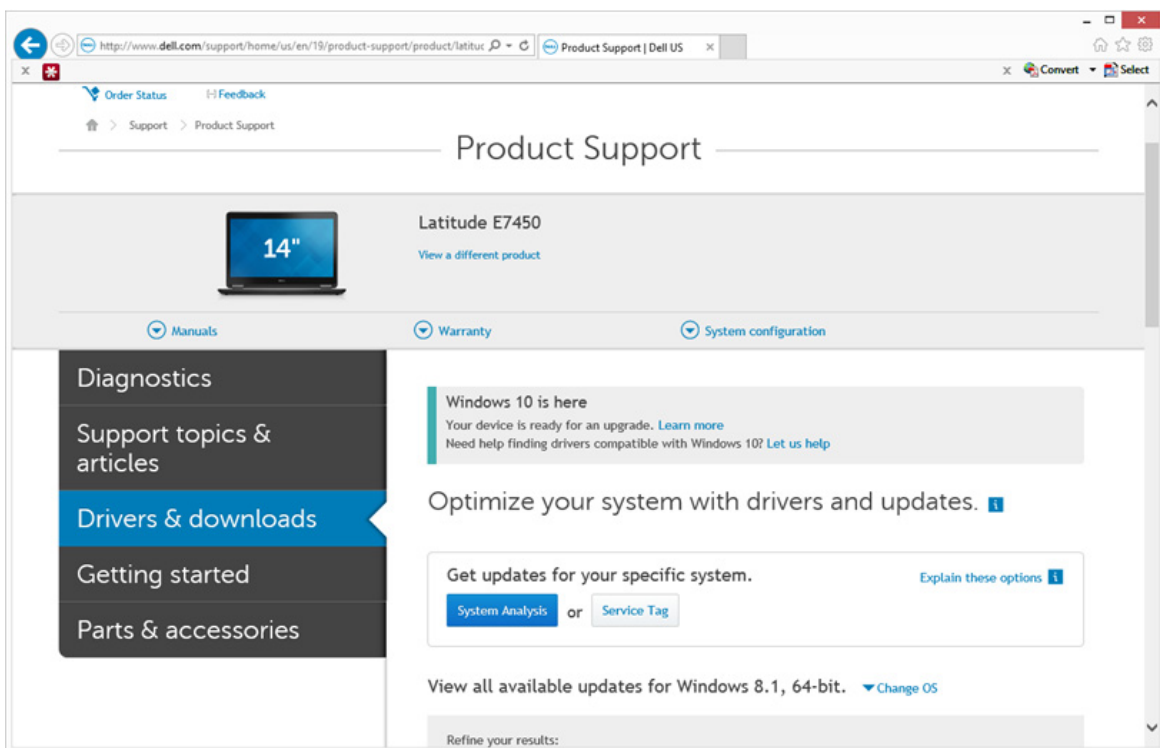 http://www.dell.com/support/home/us/en/19/product-support/product/latituc
Product Support | Dell US
Convert
Select
Order Status
Feedback
Support > Product Support
Product Support
14"
Latitude E7450
View a different product
Manuals
Warranty
System configuration
Diagnostics
Support topics &
articles
Drivers & downloads
Getting started
Parts & accessories
Windows 10 is here
Your device is ready for an upgrade. Learn more
Need help finding drivers compatible with Windows 10? Let us help
Optimize your system with drivers and updates.
Get updates for your specific system.
Explain these options
System Analysis or Service Tag
View all available updates for Windows 8.1, 64-bit. Change OS
Refine your results: